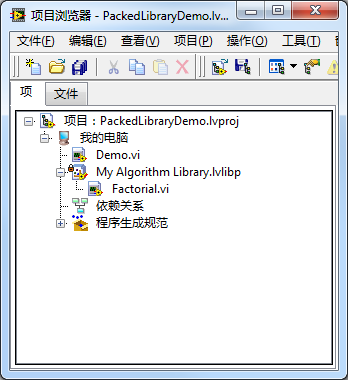 项目浏览器 - PackedLibraryDemo.lv...
文件(F) 编辑(E) 查看(V) 项目(P) 操作(O) 工具(T)
项 文件
项目：PackedLibraryDemo.lvproj
我的电脑
Demo.vi
My Algorithm Library.lvlibp
Factorial.vi
依赖关系
程序生成规范